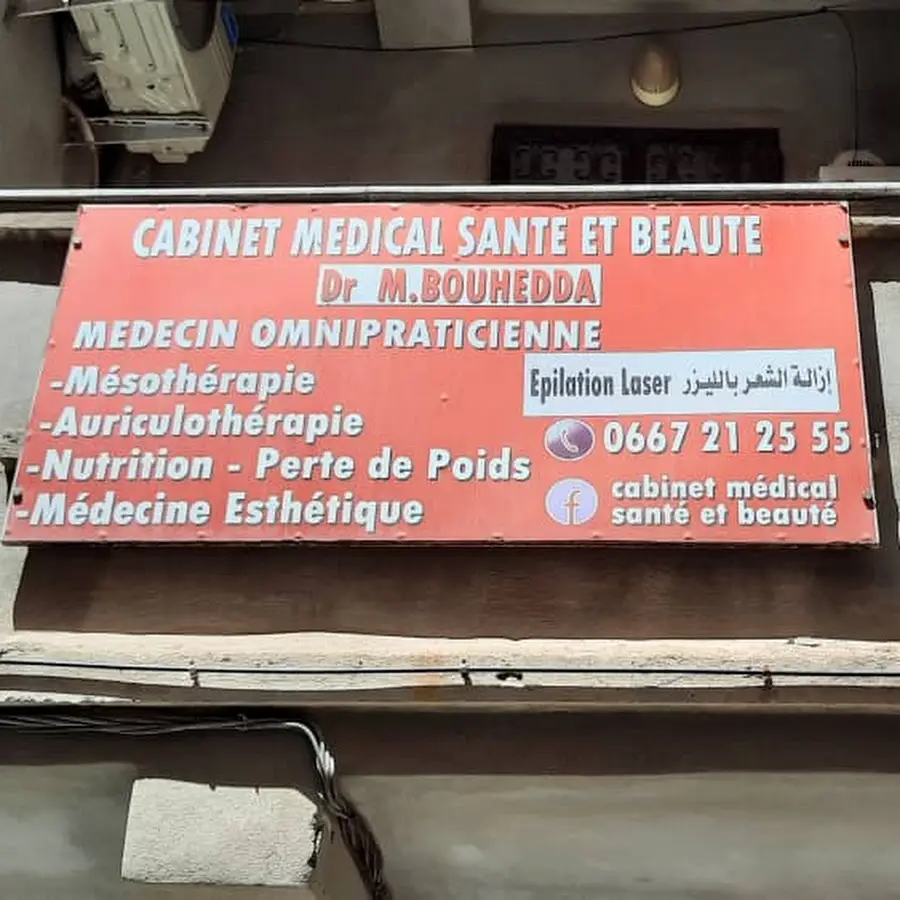 CABINET MEDICAL SANTE ET BEAUTE
Dr M.BOUHEDDA
MEDECIN OMNIPRATICIENNE
-Mésothérapie
-Auriculothérapie
-Nutrition - Perte de Poids
-Médecine Esthétique
Epilation Laser إزالة الشعر بالليزر
0667 21 25 55
f cabinet médical
santé et beauté